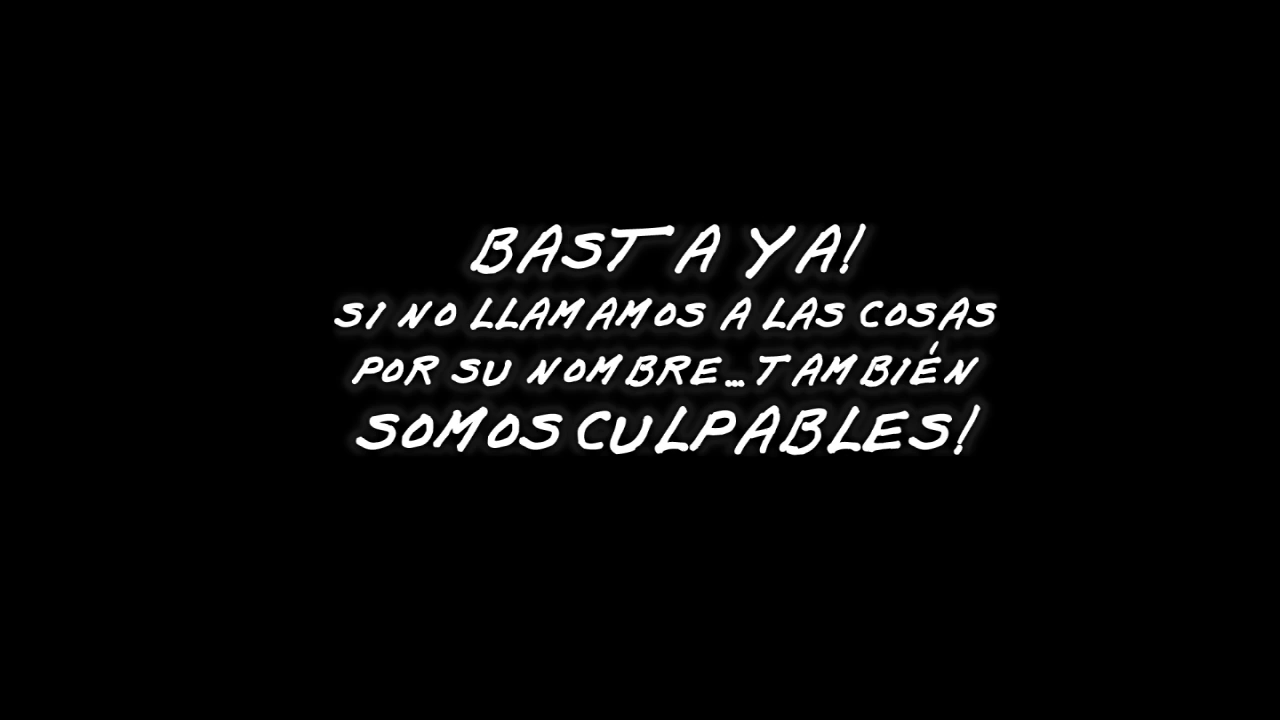 BASTA YA!
SI NO LLAMAMOS A LAS COSAS
POR SU NOMBRE...TAMBIÉN
SOMOS CULPABLES!